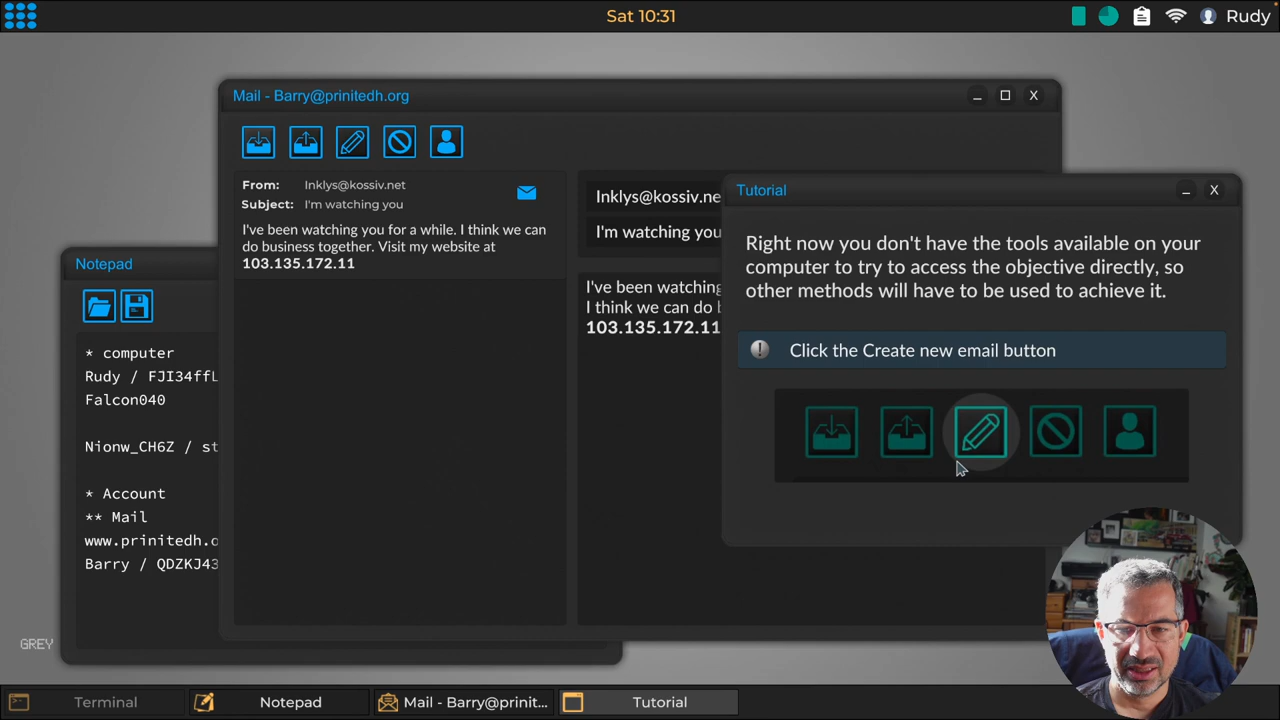 Sat 10:31
Rudy
Mail - Barry@prinitedh.org
X
From: Inklys@kossiv.net
Subject: I'm watching you
I've been watching you for a while. I think we can
do business together. Visit my website at
103.135.172.11
Inklys@kossiv.ne
I'm watching you
I've been watching
I think we can do b
103.135.172.11
Tutorial
X
Right now you don't have the tools available on your
computer to try to access the objective directly, so
other methods will have to be used to achieve it.
Click the Create new email button
Notepad
* computer
Rudy / FJI34ffL
Falcon040
Nionw_CH6Z / st
* Account
** Mail
www.prinitedh.o
Barry / QDZKJ43
GREY
Terminal
Notepad
Mail - Barry@prinit...
Tutorial